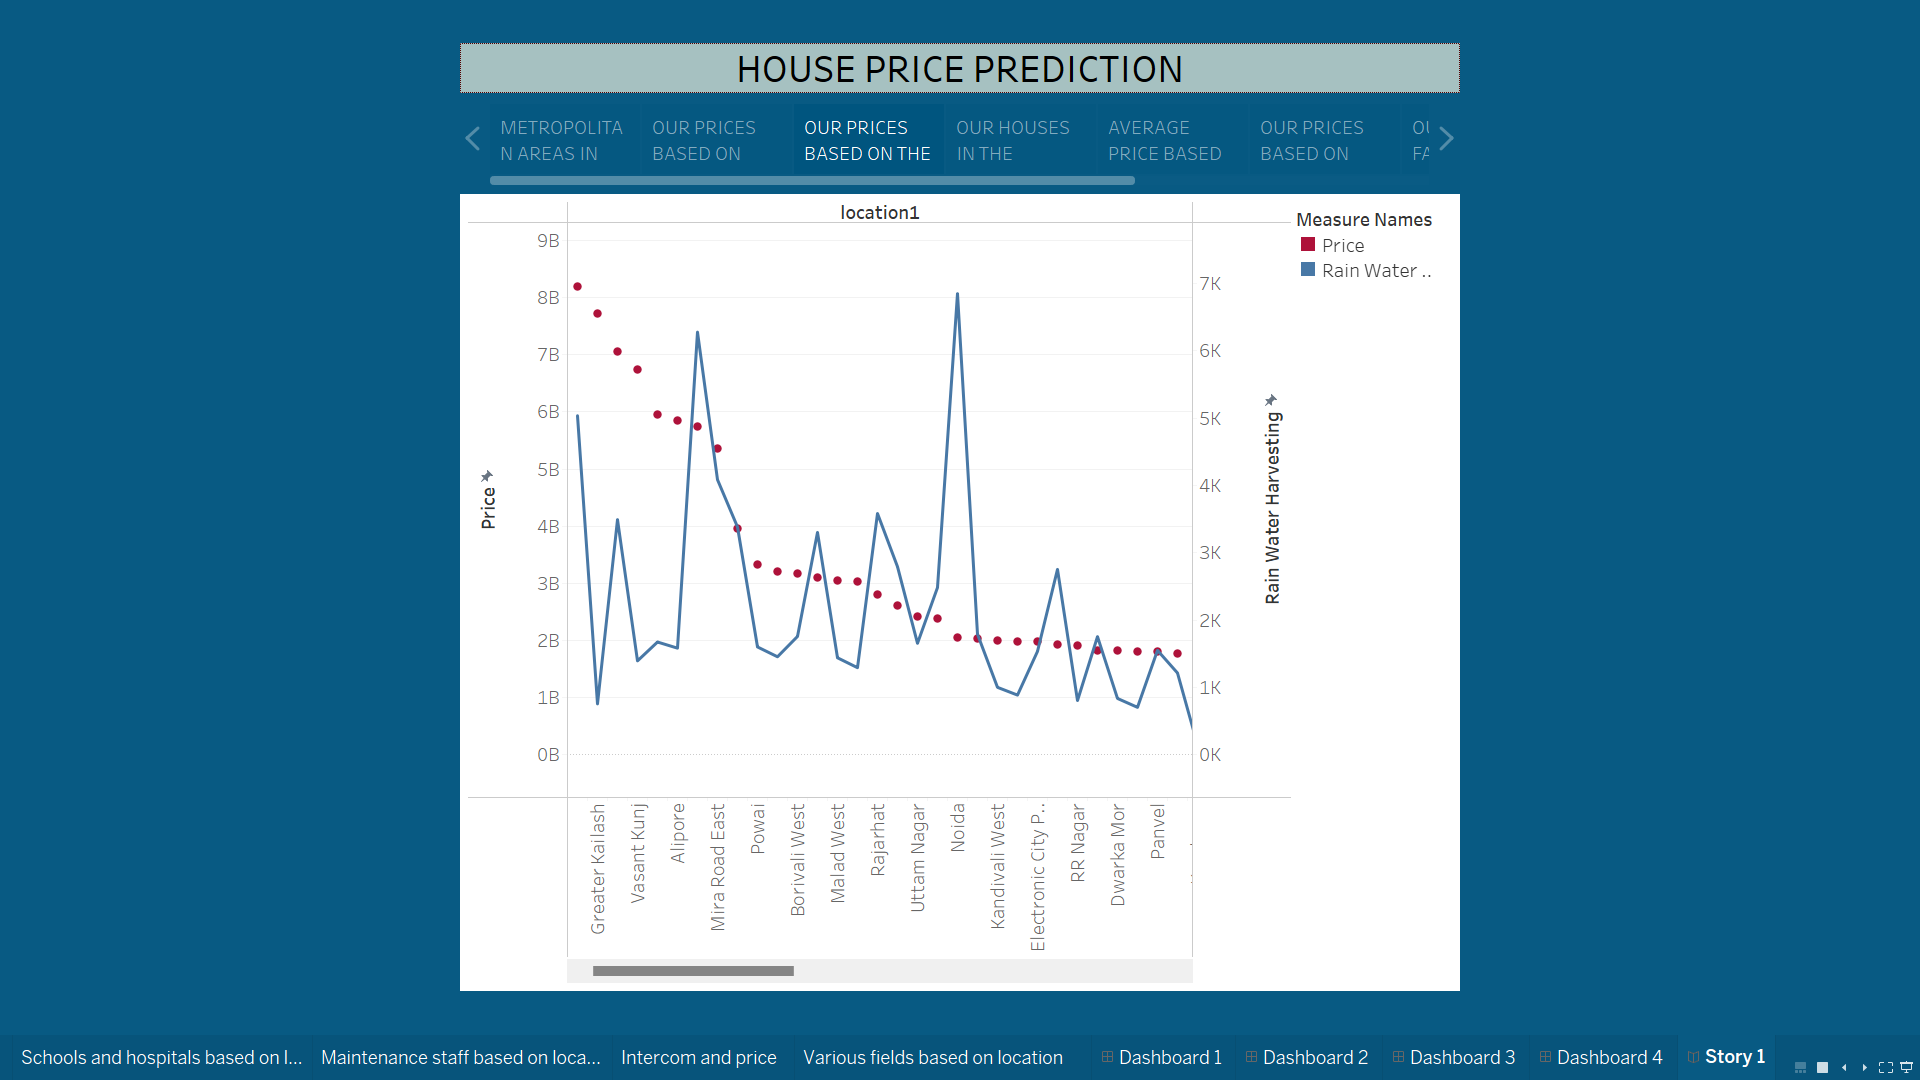 HOUSE PRICE PREDICTION
METROPOLITA
N AREAS IN
OUR PRICES
BASED ON
OUR PRICES
BASED ON THE
OUR HOUSES
IN THE
AVERAGE
PRICE BASED
OUR PRICES
BASED ON
FA
location1
Measure Names
Price
Rain Water ..
9B
8B
7B
6B
5B
4B
3B
2B
1B
0B
Price
7K
6K
5K
4K
3K
2K
1K
0K
Rain Water Harvesting
Greater Kailash
Vasant Kunj
Alipore
Mira Road East
Powai
Borivali West
Malad West
Rajarhat
Uttam Nagar
Noida
Kandivali West
Electronic City P..
RR Nagar
Dwarka Mor
Panvel
Schools and hospitals based on l...
Maintenance staff based on loca...
Intercom and price
Various fields based on location
Dashboard 1
Dashboard 2
Dashboard 3
Dashboard 4
Story 1